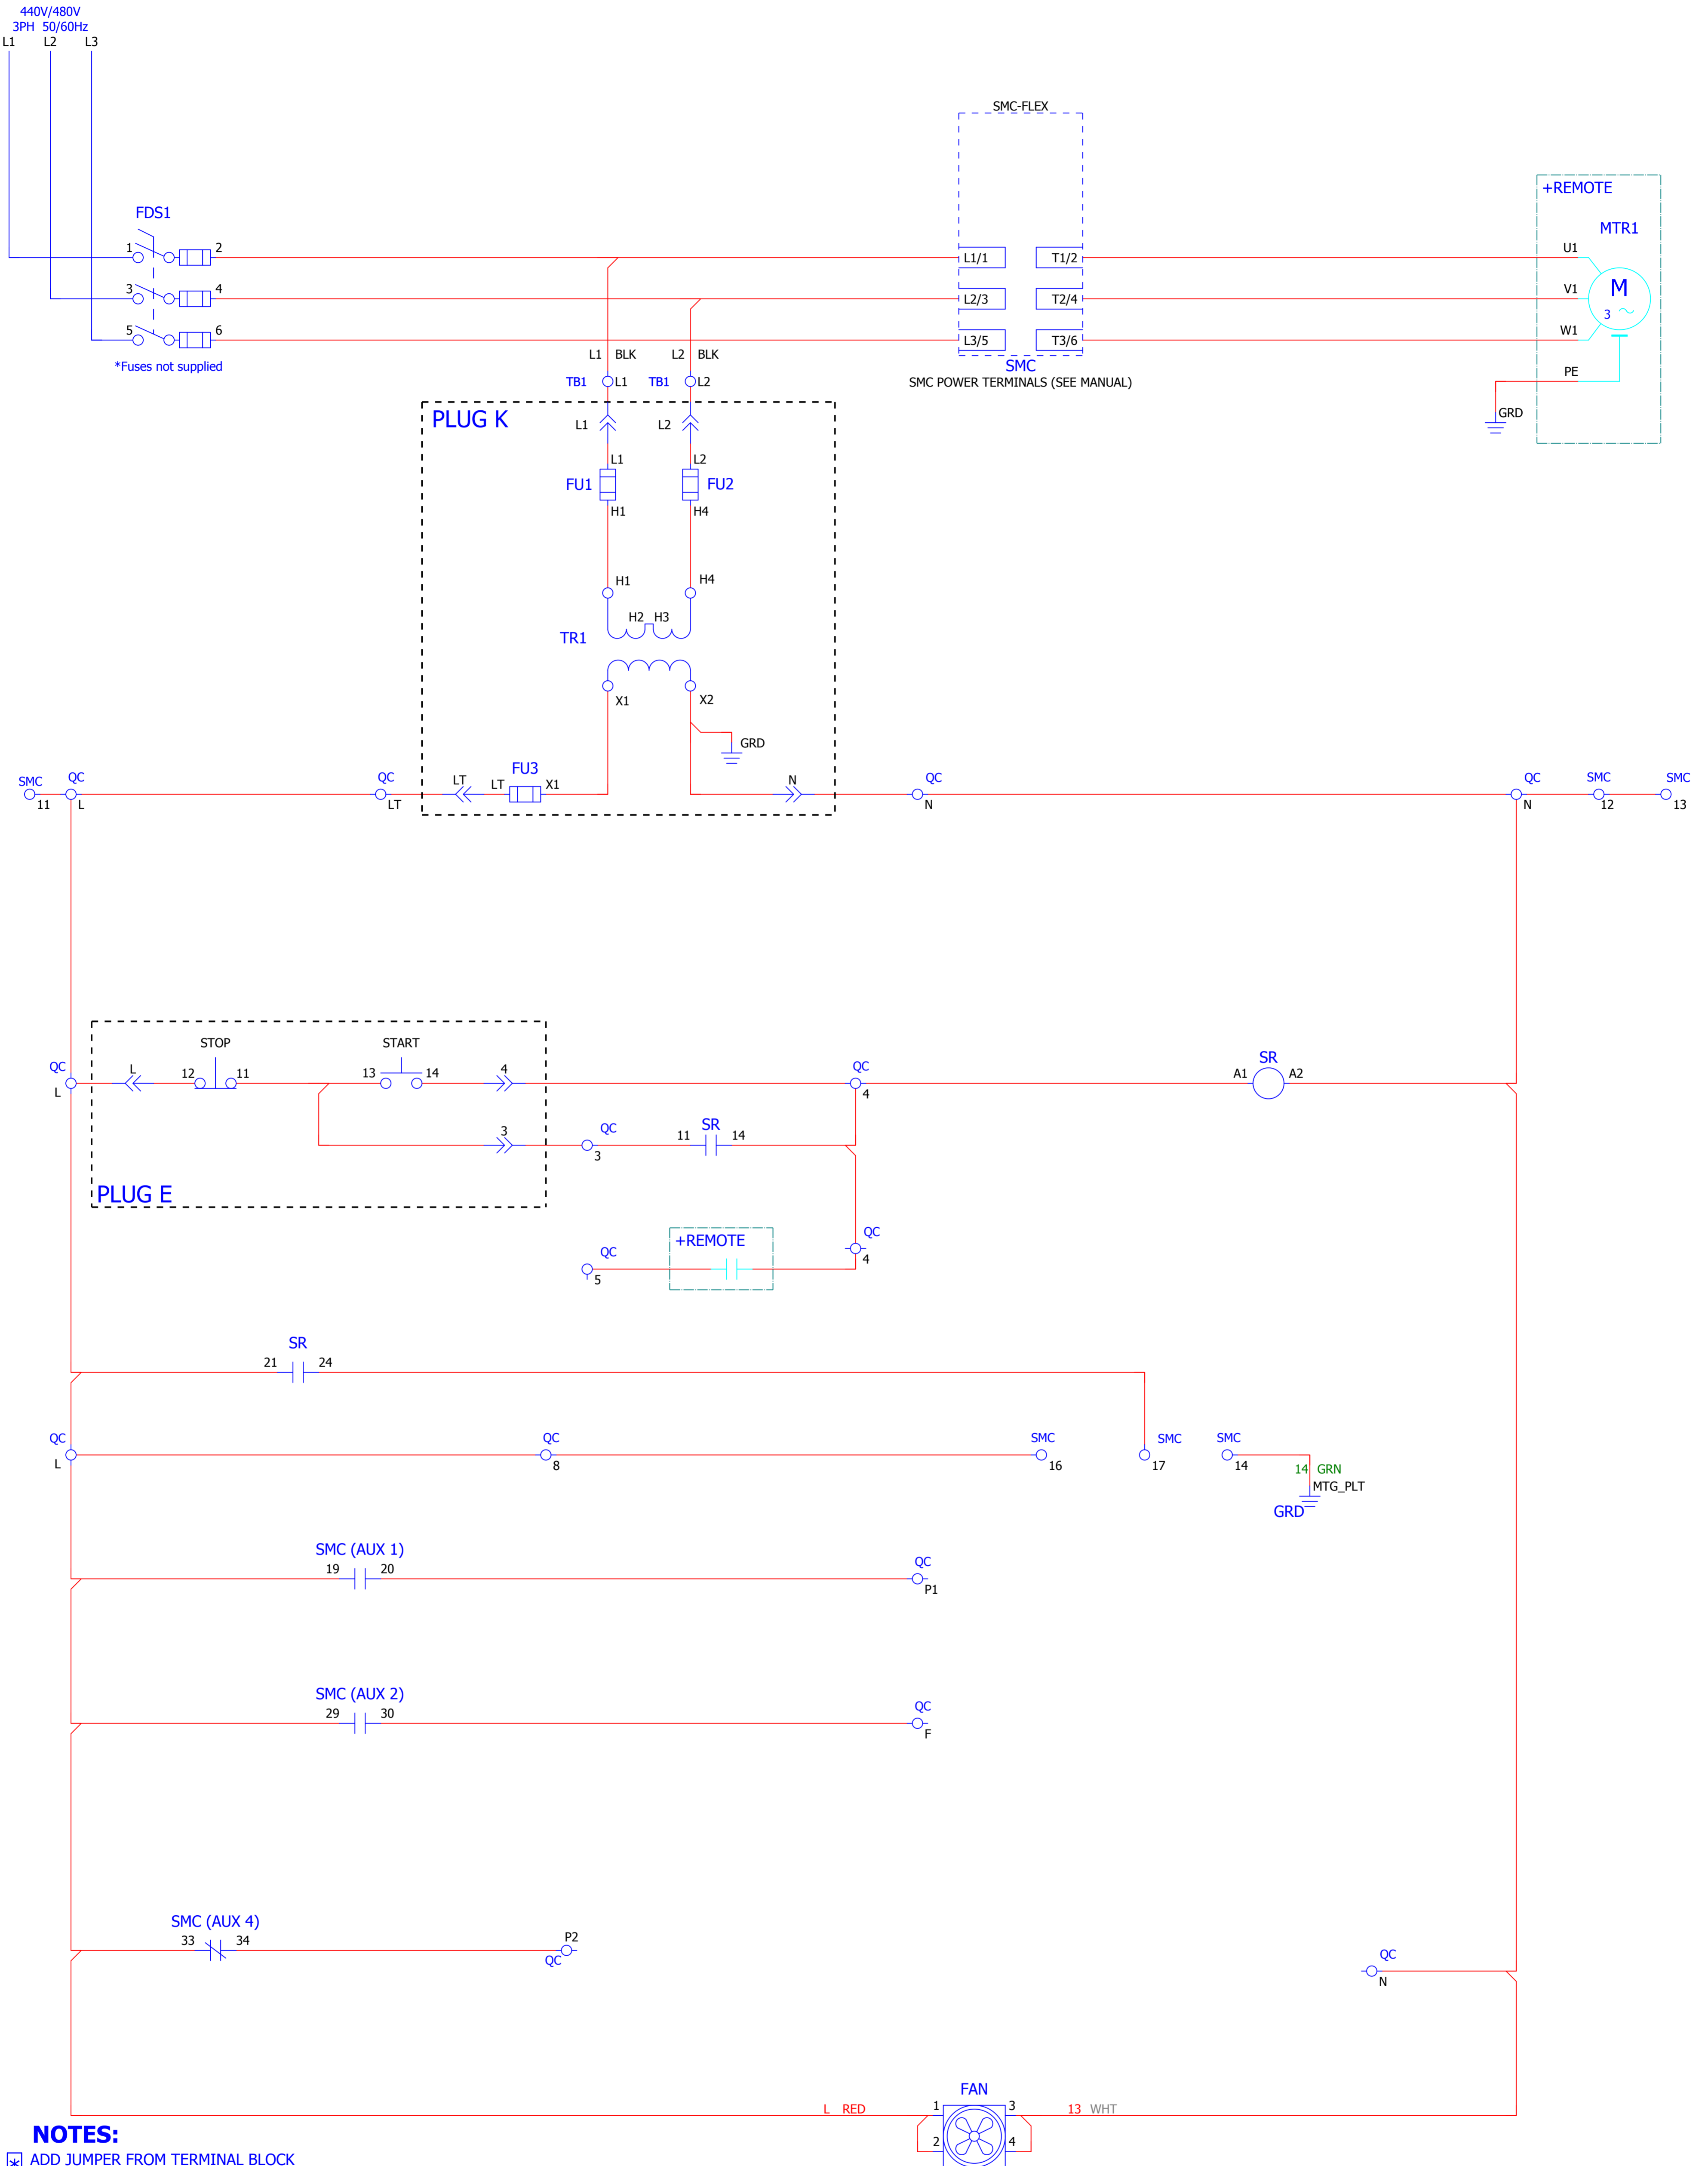 440V/480V
3PH 50/60Hz
L1 L2 L3
SMC-FLEX
+REMOTE
FDS1
MTR1
1 2
L1/1 T1/2
U1
3 4
L2/3 T2/4
V1
M
3
5 6
L3/5 T3/6
W1
*Fuses not supplied
L1 BLK L2 BLK
SMC
SMC POWER TERMINALS (SEE MANUAL)
PE
TB1 L1 TB1 L2
GRD
PLUG K
L1 L2
L1 L2
FU1 FU2
H1 H4
H1 H4
H2 H3
TR1
X1 X2
GRD
SMC QC QC LT LT FU3 X1 N QC QC SMC SMC
11 L LT N N 12 13
STOP START
QC L 12 11 13 14 4 QC SR
L 4 A1 A2
3 QC 11 SR 14
3
PLUG E
QC +REMOTE QC
5 4
SR
21 24
QC QC SMC SMC SMC
L 8 16 17 14
14 GRN
MTG_PLT
GRD
SMC (AUX 1)
19 20 QC
P1
SMC (AUX 2)
29 30 QC
F
SMC (AUX 4)
33 34 P2
QC
QC
N
FAN
L RED 1 3 13 WHT
2 4
NOTES:
* ADD JUMPER FROM TERMINAL BLOCK